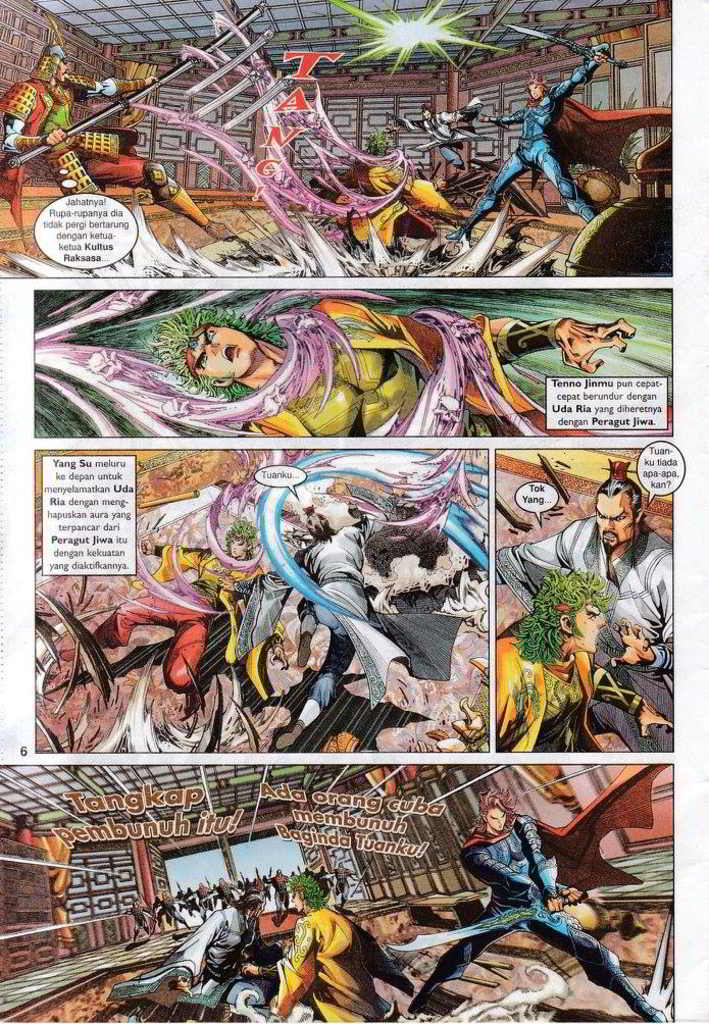 TANG!
Jahatnya!
Rupa-rupanya dia
tidak pergi bertarung
dengan ketua-
ketua Kultus
Raksasa...
Tenno Jinmu pun cepat-
cepat berundur dengan
Uda Ria yang diheretnya
dengan Peragut Jiwa.
Yang Su meluru
ke depan untuk
menyelamatkan Uda
Ria dengan meng-
hapuskan aura yang
terpancar dari
Peragut Jiwa itu
dengan kekuatan
yang diaktifkannya.
Tuanku...
Tok
Yang...
Tuan-
ku tiada
apa-apa,
kan?
6
Tangkap
pembunuh itu!
Ada orang cuba
membunuh
Baginda Tuanku!